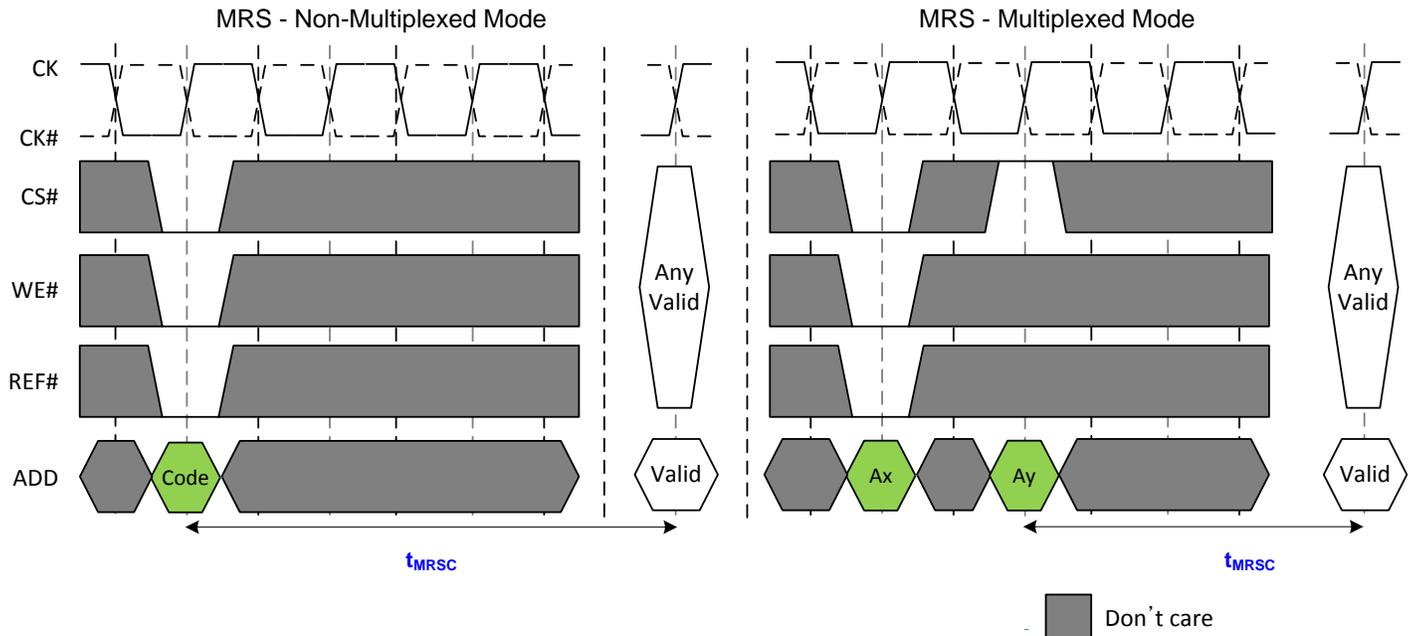 MRS - Non-Multiplexed Mode
MRS - Multiplexed Mode
CK
CK#
CS#
WE#
Any
Valid
Any
Valid
REF#
ADD
Code
Valid
Ax
Ay
Valid
tMRSC
tMRSC
Don't care